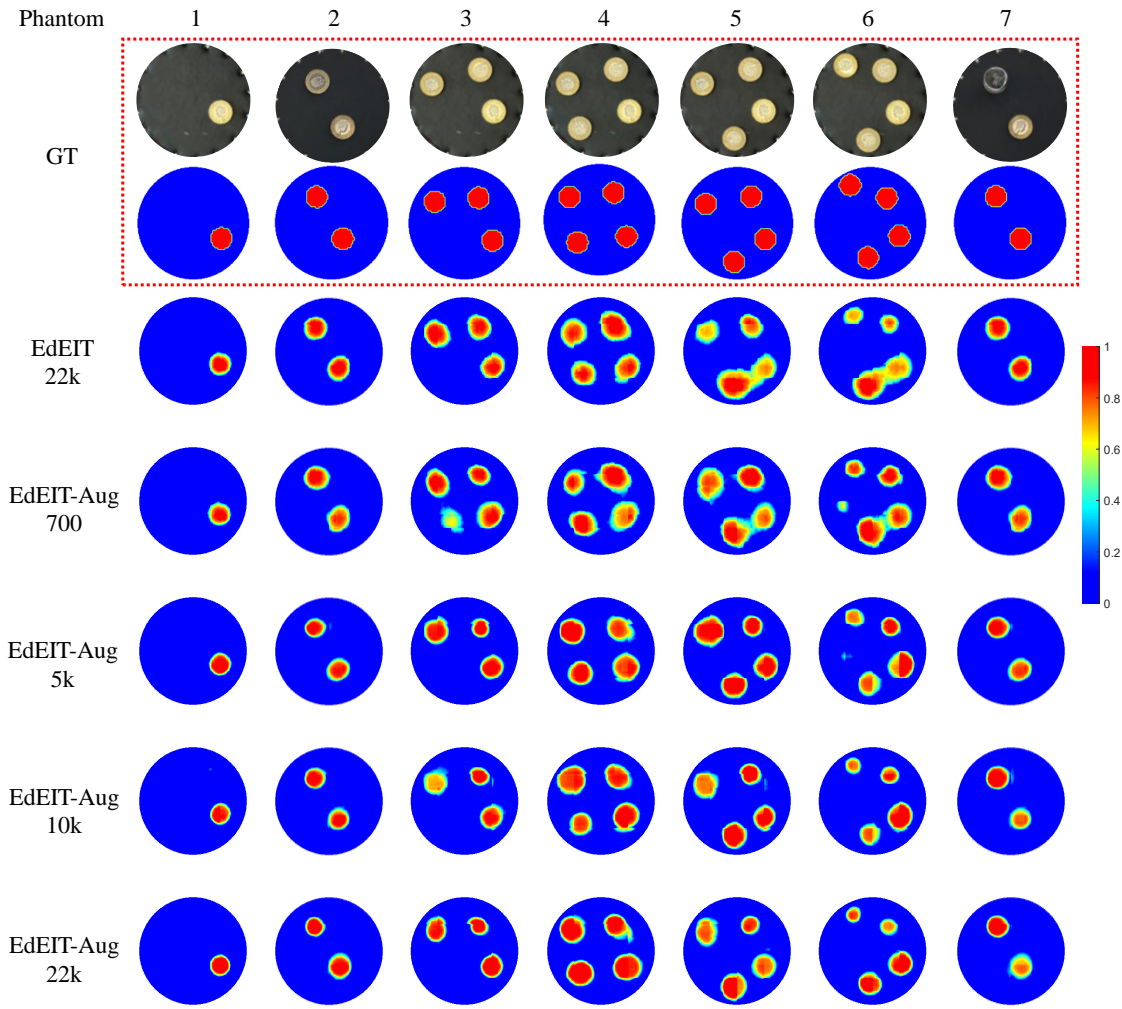 Phantom 1 2 3 4 5 6 7
GT
EdEIT
22k
1
0.8
0.6
0.4
0.2
0
EdEIT-Aug
700
EdEIT-Aug
5k
EdEIT-Aug
10k
EdEIT-Aug
22k